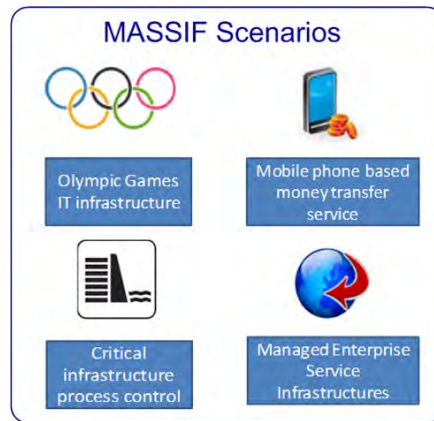 MASSIF Scenarios
Olympic Games
IT infrastructure
Mobile phone based
money transfer
service
Critical
infrastructure
process control
Managed Enterprise
Service
Infrastructures